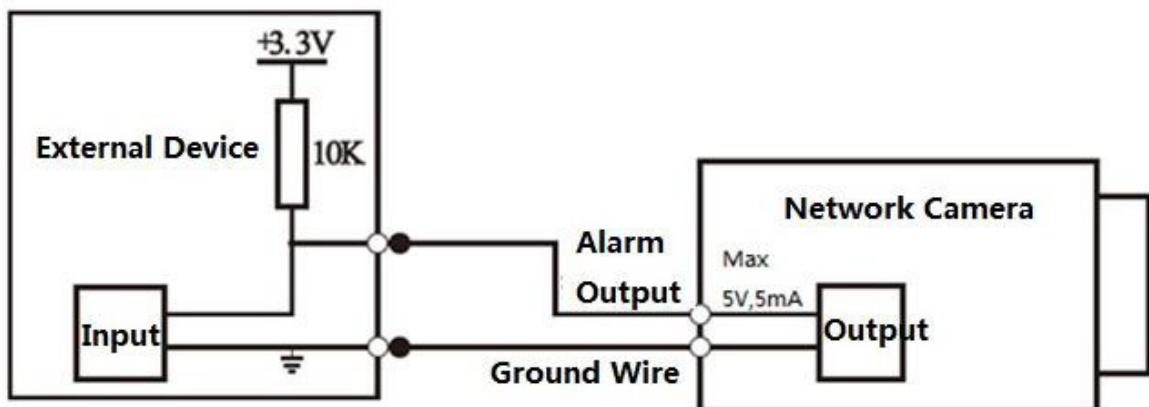 +3.3V
External Device
10K
Network Camera
Alarm
Output
Max
5V,5mA
Input
Output
Ground Wire